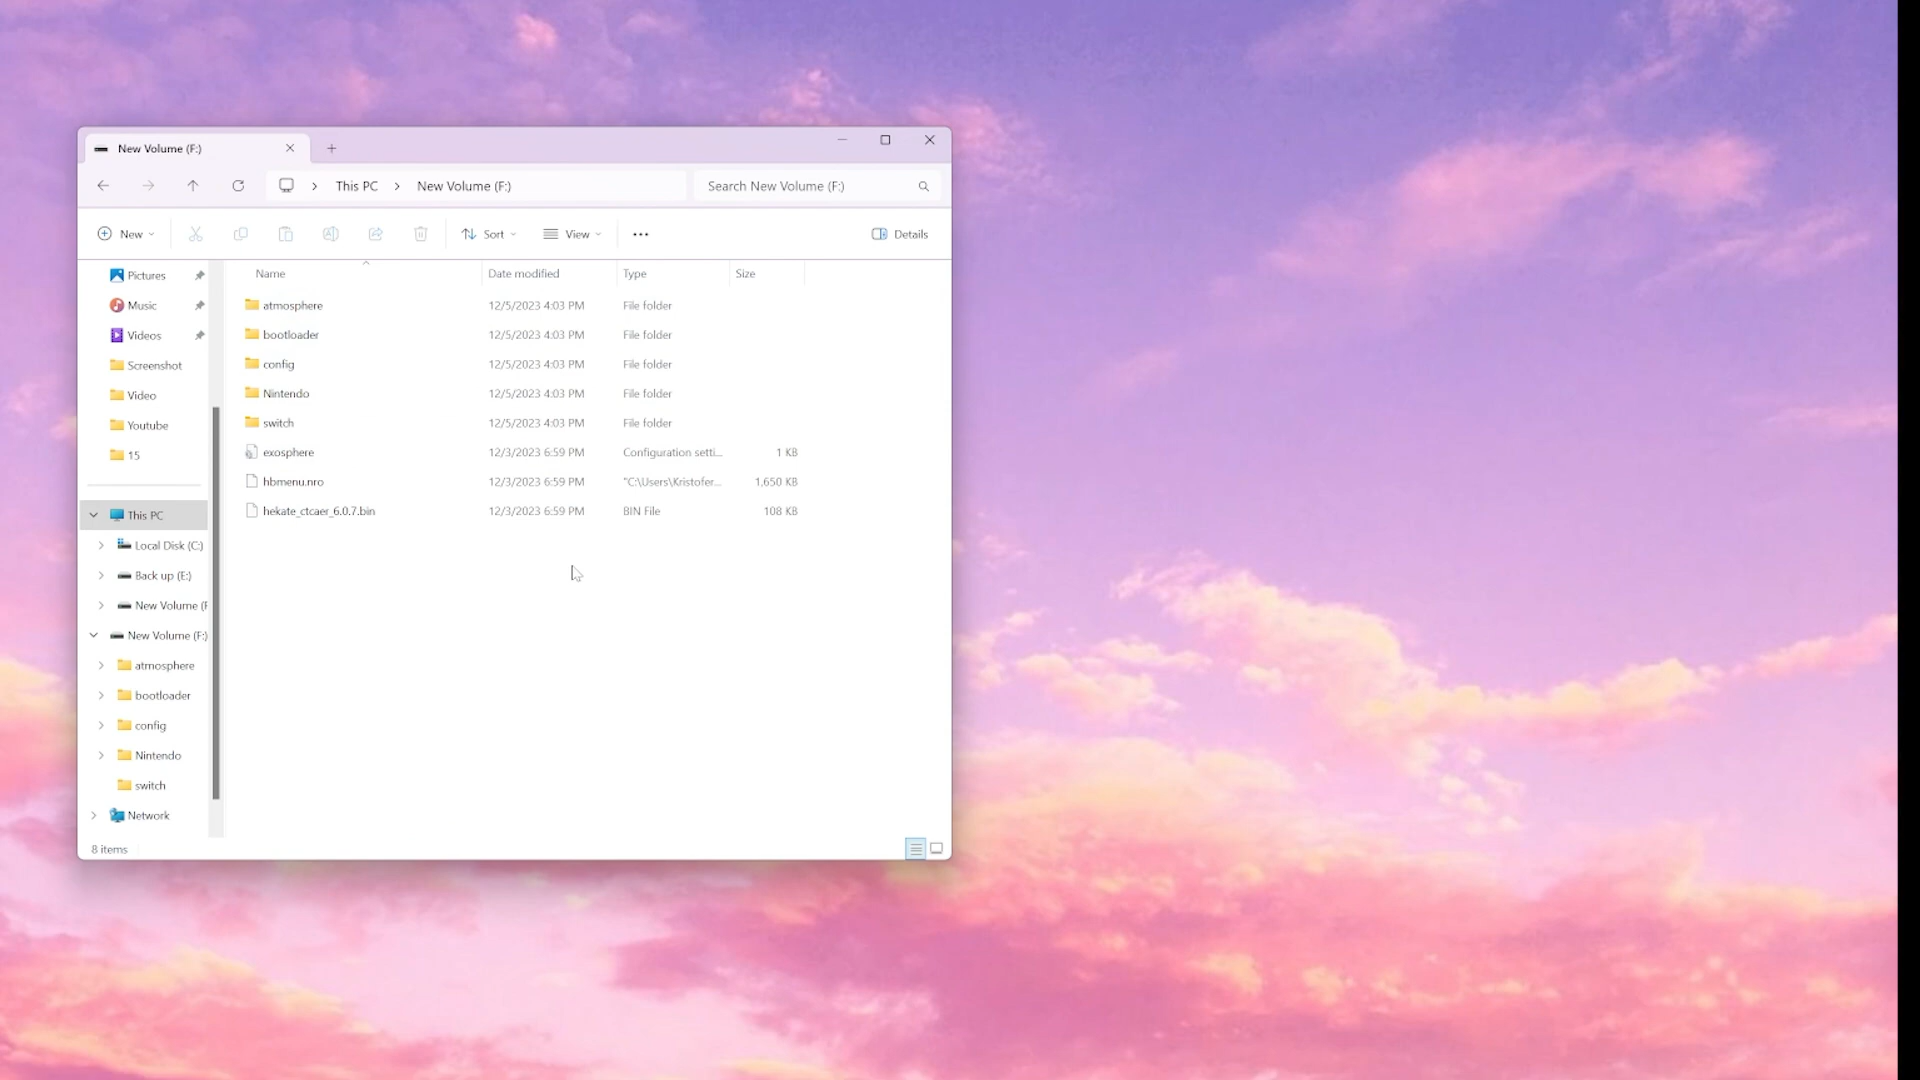 New Volume (F:)
This PC
New Volume (F:)
Search New Volume (F:)
New
Sort
View
Details
Name
Date modified
Type
Size
Pictures
Music
Videos
Screenshot
Video
Youtube
15
This PC
Local Disk (C:)
Back up (E:)
New Volume (F
New Volume (F:)
atmosphere
bootloader
config
Nintendo
switch
Network
atmosphere 12/5/2023 4:03 PM File folder
bootloader 12/5/2023 4:03 PM File folder
config 12/5/2023 4:03 PM File folder
Nintendo 12/5/2023 4:03 PM File folder
switch 12/5/2023 4:03 PM File folder
exosphere 12/3/2023 6:59 PM Configuration setti... 1 KB
hbmenu.nro 12/3/2023 6:59 PM "C:\Users\Kristofer... 1,650 KB
hekate_ctcaer_6.0.7.bin 12/3/2023 6:59 PM BIN File 108 KB
8 items